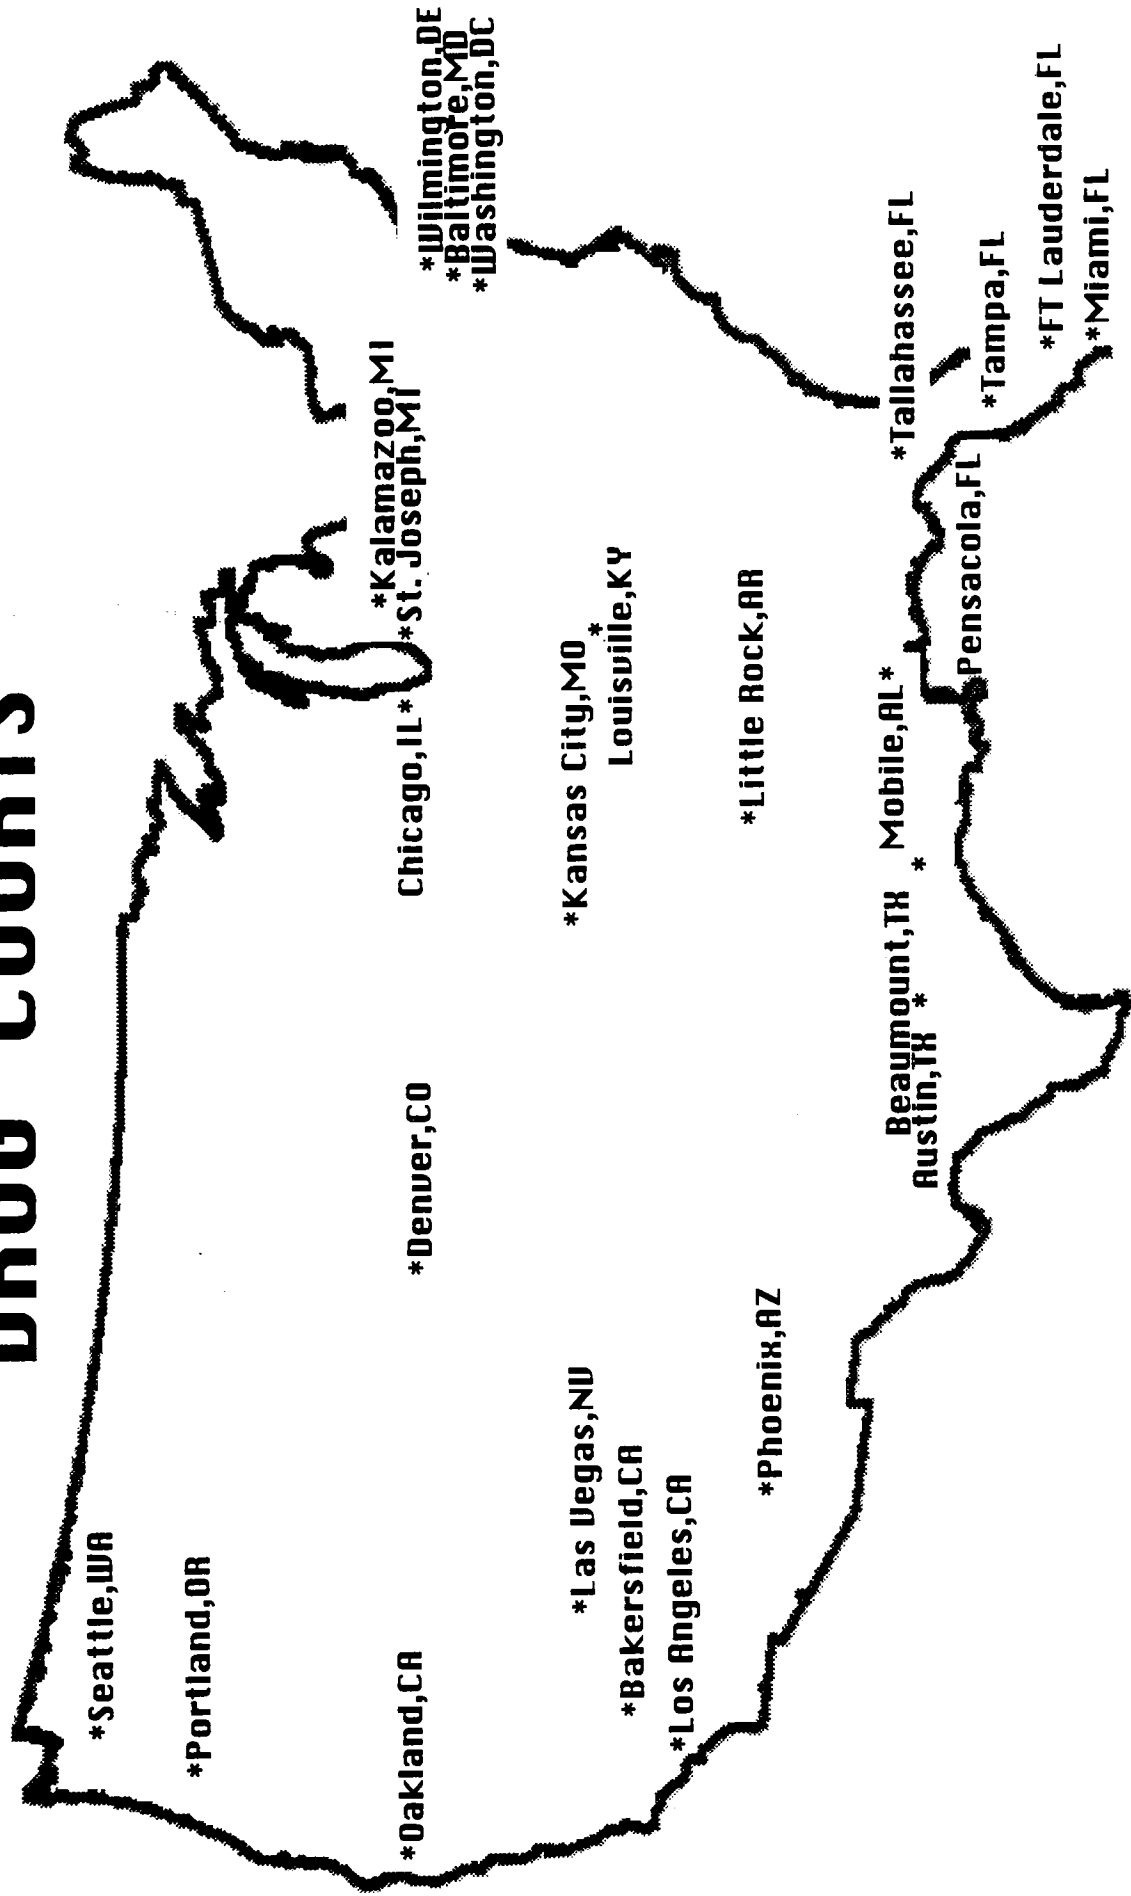 DRUG COURTS
*Seattle,WA
*Portland,OR
*Oakland,CA
*Las Vegas,NV
*Bakersfield,CA
*Los Angeles,CA
*Phoenix,AZ
*Denver,CO
Chicago,IL*
*Kalamazoo,MI
*St. Joseph,MI
*Wilmington,DE
*Baltimore,MD
*Washington,DC
*Kansas City,MO
*
Louisville,KY
*Little Rock,AR
Beaumount,TX *
Austin,TX *
Mobile,AL*
Pensacola,FL
*Tallahassee,FL
*Tampa,FL
*FT Lauderdale,FL
*Miami,FL